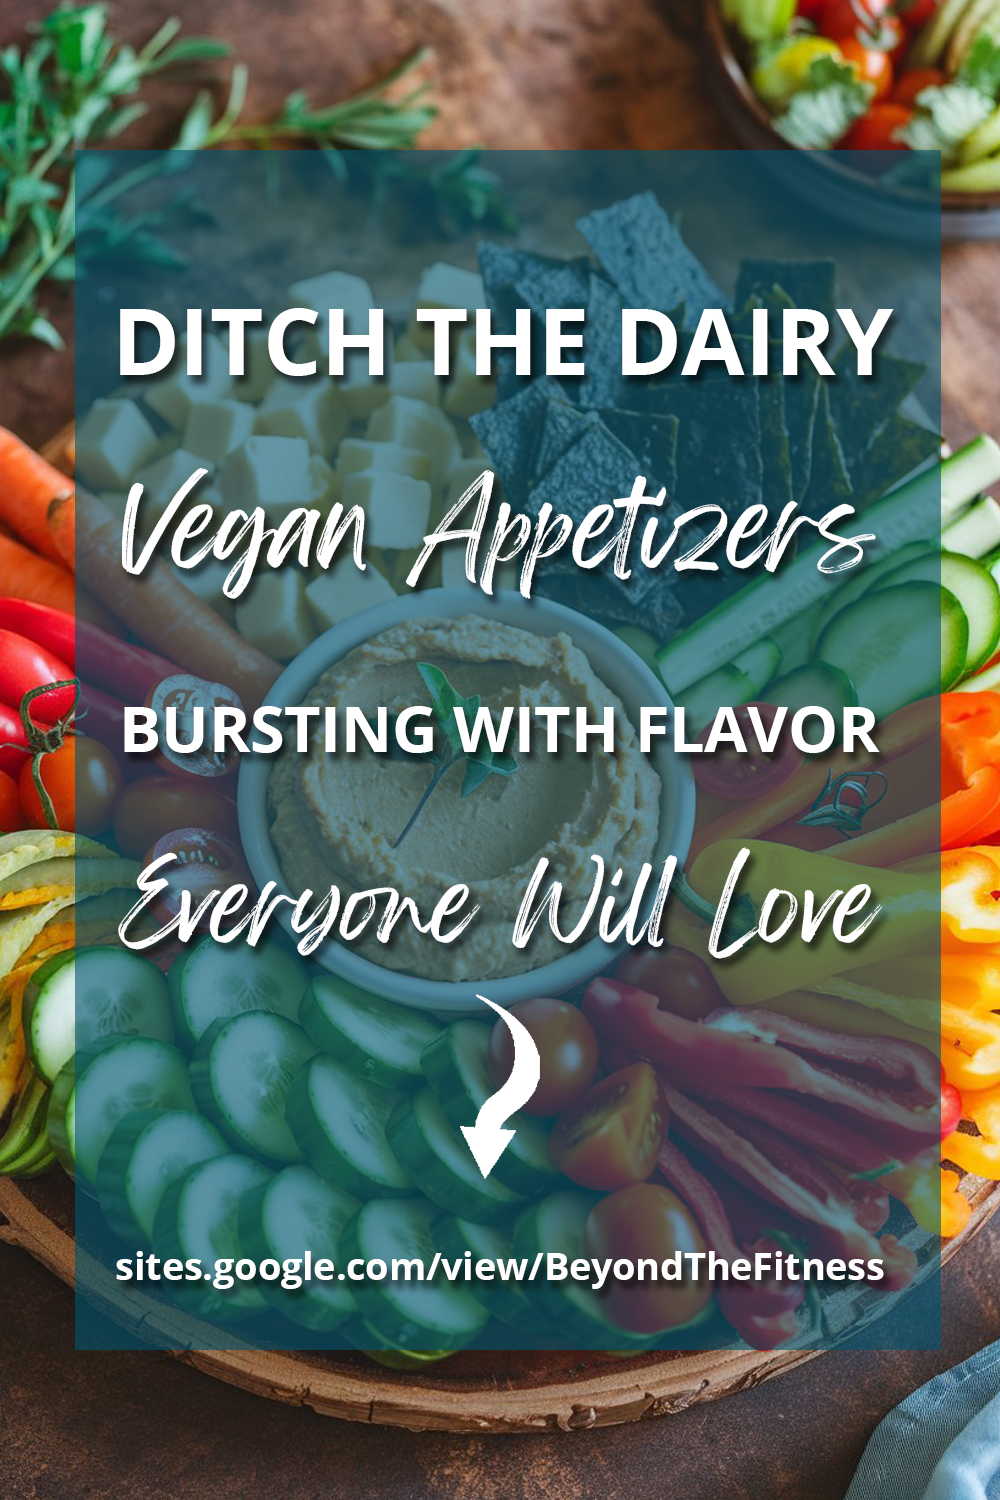 DITCH THE DAIRY
Vegan Appetizers
BURSTING WITH FLAVOR
Everyone Will Love
sites.google.com/view/BeyondTheFitness